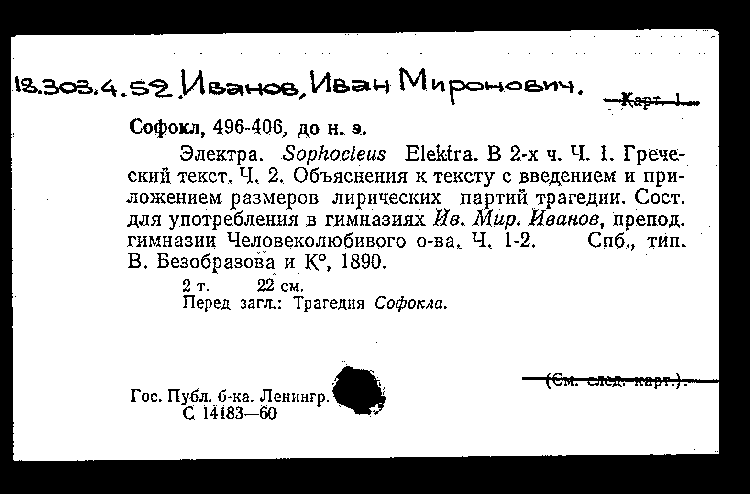 18.303.4.52. Иванов, Иван Миронович.
Карт. 1.
Софокл, 496-406, до н. э.
Электра. Sophocleus Elektra. В 2-х ч. Ч. 1. Грече-
ский текст. Ч. 2. Объяснения к тексту с введением и при-
ложением размеров лирических партий трагедии. Сост.
для употребления в гимназиях Ив. Мир. Иванов, препод.
гимназии Человеколюбивого о-ва. Ч. 1-2. Спб., тип.
В. Безобразова и К°, 1890.
2 т. 22 см.
Перед загл.: Трагедия Софокла.
(См. след. карт.).
Гос. Публ. б-ка. Ленингр.
С 14183—60